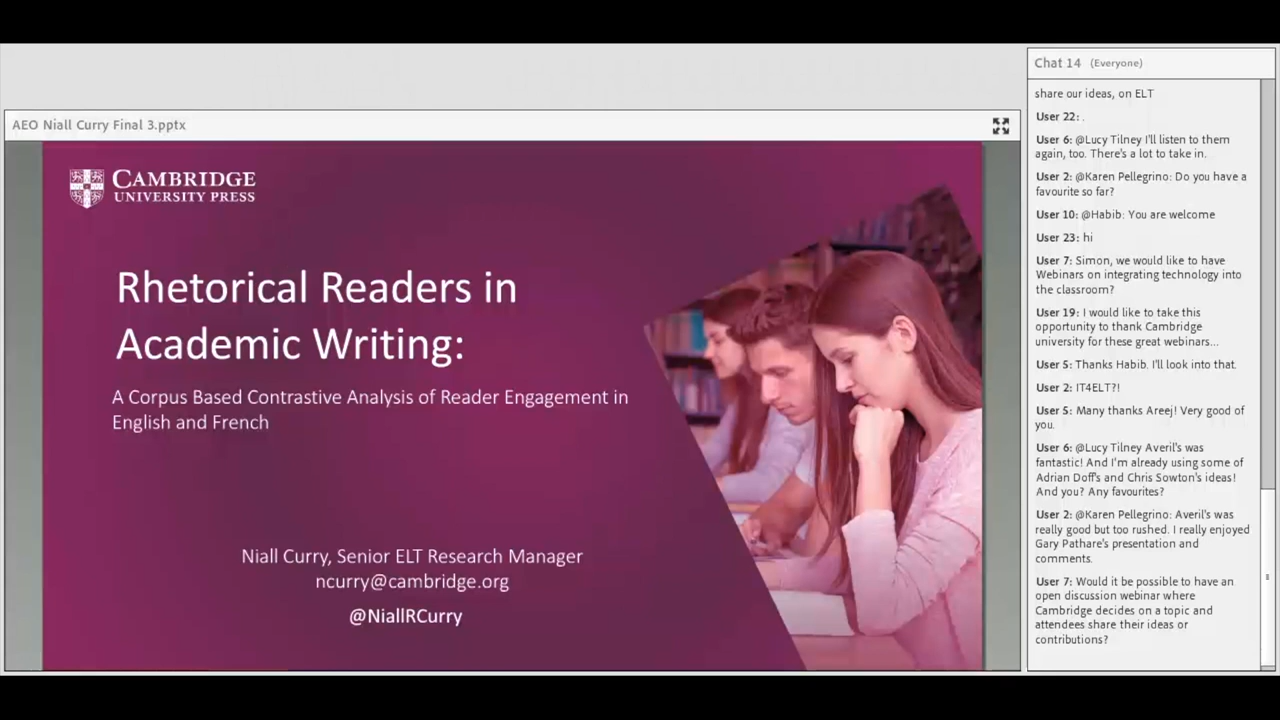 AEO Niall Curry Final 3.pptx
CAMBRIDGE
UNIVERSITY PRESS
Rhetorical Readers in
Academic Writing:
A Corpus Based Contrastive Analysis of Reader Engagement in
English and French
Niall Curry, Senior ELT Research Manager
ncurry@cambridge.org
@NiallRCurry
Chat 14 (Everyone)
share our ideas, on ELT
User 22: .
User 6: @Lucy Tilney I'll listen to them
again, too. There's a lot to take in.
User 2: @Karen Pellegrino: Do you have a
favourite so far?
User 10: @Habib: You are welcome
User 23: hi
User 7: Simon, we would like to have
Webinars on integrating technology into
the classroom?
User 19: I would like to take this
opportunity to thank Cambridge
university for these great webinars...
User 5: Thanks Habib. I'll look into that.
User 2: IT4ELT?!
User 5: Many thanks Areej! Very good of
you.
User 6: @Lucy Tilney Averil's was
fantastic! And I'm already using some of
Adrian Doff's and Chris Sowton's ideas!
And you? Any favourites?
User 2: @Karen Pellegrino: Averil's was
really good but too rushed. I really enjoyed
Gary Pathare's presentation and
comments.
User 7: Would it be possible to have an
open discussion webinar where
Cambridge decides on a topic and
attendees share their ideas or
contributions?